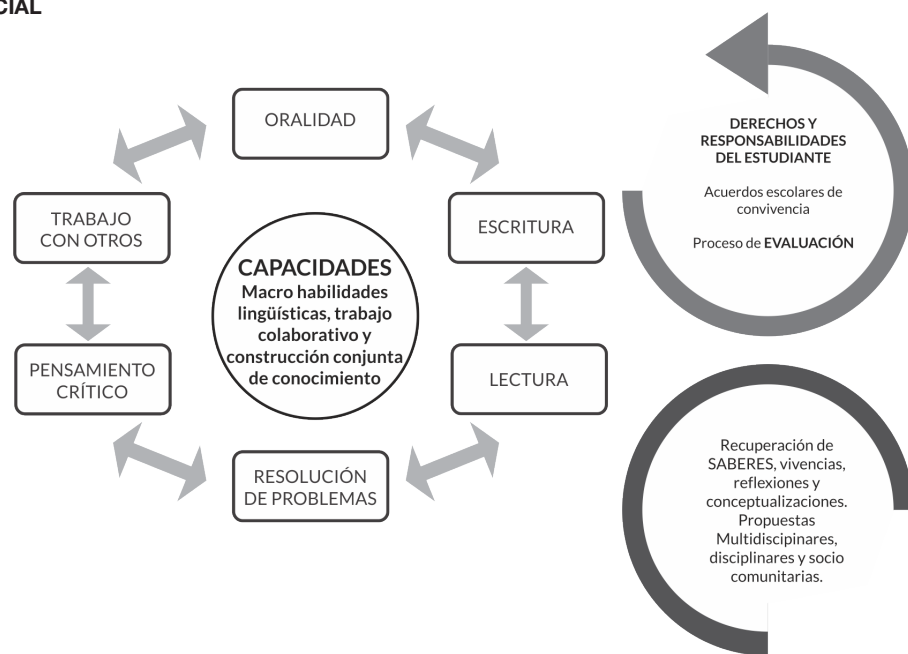 CIAL
ORALIDAD
TRABAJO
CON OTROS
ESCRITURA
CAPACIDADES
Macro habilidades
lingüísticas, trabajo
colaborativo y
construcción conjunta
de conocimiento
PENSAMIENTO
CRÍTICO
LECTURA
RESOLUCIÓN
DE PROBLEMAS
DERECHOS Y
RESPONSABILIDADES
DEL ESTUDIANTE
Acuerdos escolares de
convivencia
Proceso de EVALUACIÓN
Recuperación de
SABERES, vivencias,
reflexiones y
conceptualizaciones.
Propuestas
Multidiscipinares,
disciplinares y socio
comunitarias.